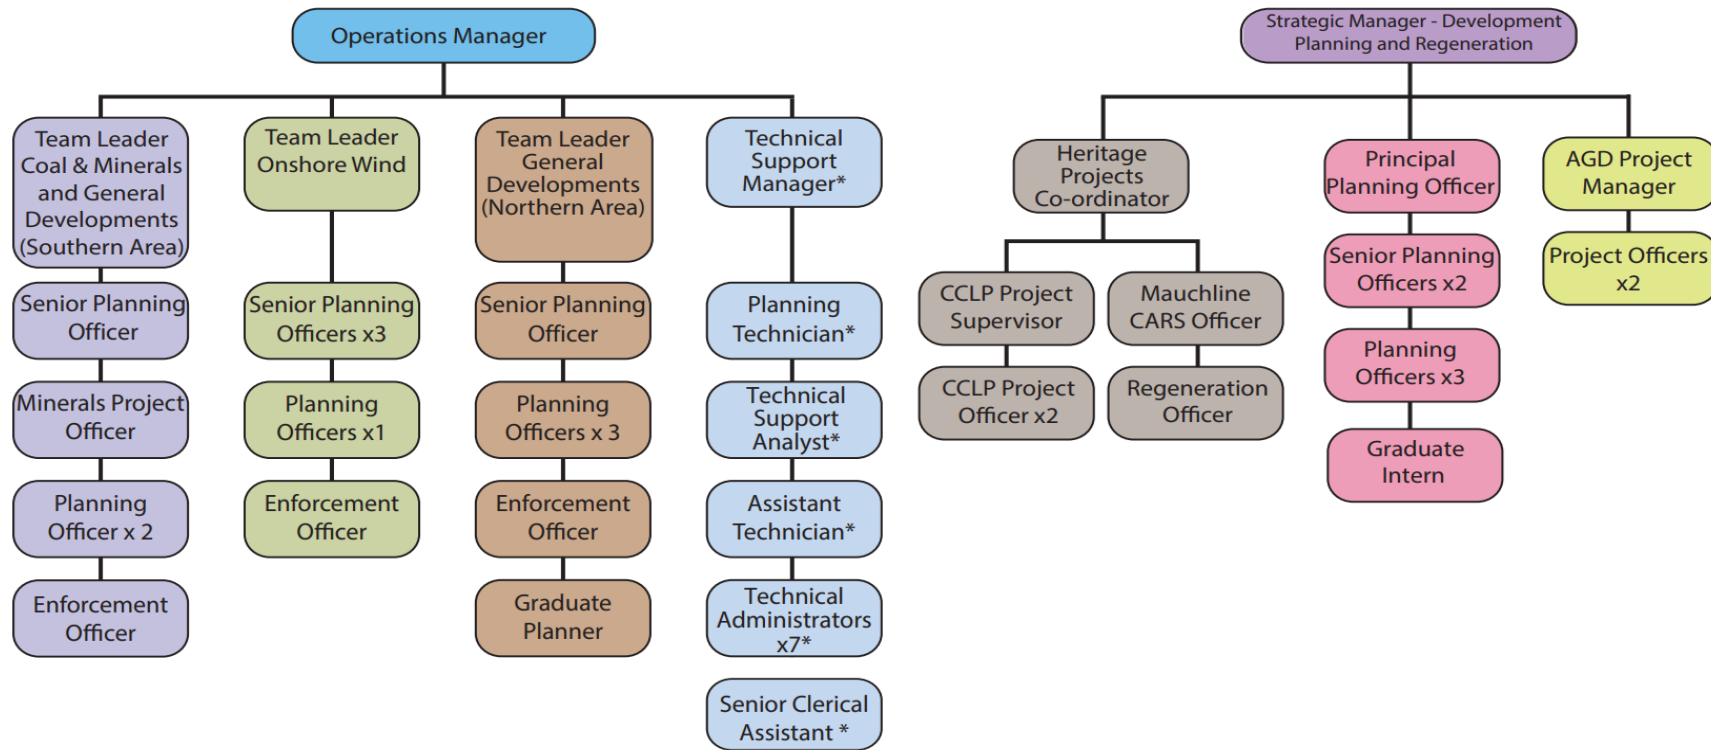 Operations Manager
Strategic Manager - Development
Planning and Regeneration
Team Leader
Coal & Minerals
and General
Developments
(Southern Area)
Senior Planning
Officer
Minerals Project
Officer
Planning
Officer x 2
Enforcement
Officer
Team Leader
Onshore Wind
Senior Planning
Officers x3
Planning
Officers x1
Enforcement
Officer
Team Leader
General
Developments
(Northern Area)
Senior Planning
Officer
Planning
Officers x 3
Enforcement
Officer
Graduate
Planner
Technical
Support
Manager*
Planning
Technician*
Technical
Support
Analyst*
Assistant
Technician*
Technical
Administrators
x7*
Senior Clerical
Assistant *
Heritage
Projects
Co-ordinator
CCLP Project
Supervisor
CCLP Project
Officer x2
Mauchline
CARS Officer
Regeneration
Officer
Principal
Planning Officer
Senior Planning
Officers x2
Planning
Officers x3
Graduate
Intern
AGD Project
Manager
Project Officers
x2